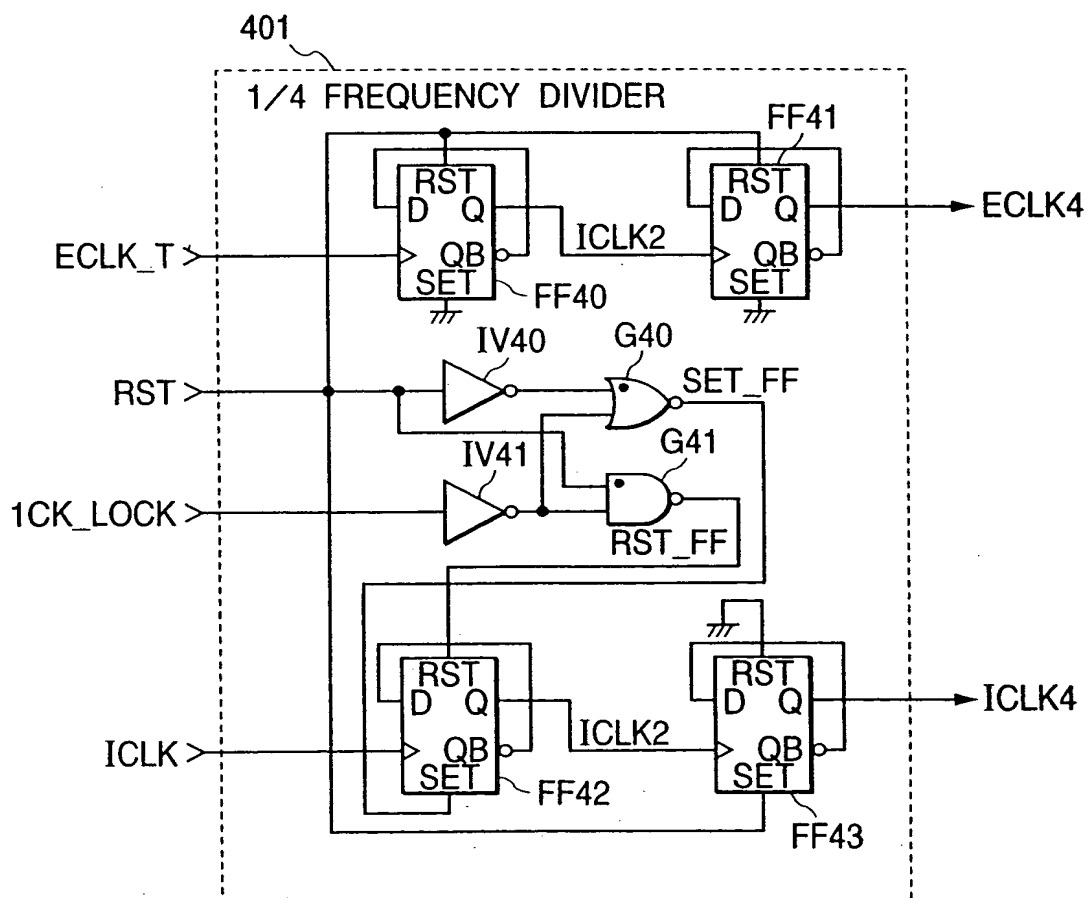 401
1/4 FREQUENCY DIVIDER
FF41
RST
D Q
QB
SET
FF40
ICLK2
RST
D Q
QB
SET
ECLK4
ECLK_T
IV40
G40
SET_FF
RST
IV41
G41
1CK_LOCK
RST_FF
RST
D Q
QB
SET
FF42
ICLK2
RST
D Q
QB
SET
FF43
ICLK4
ICLK